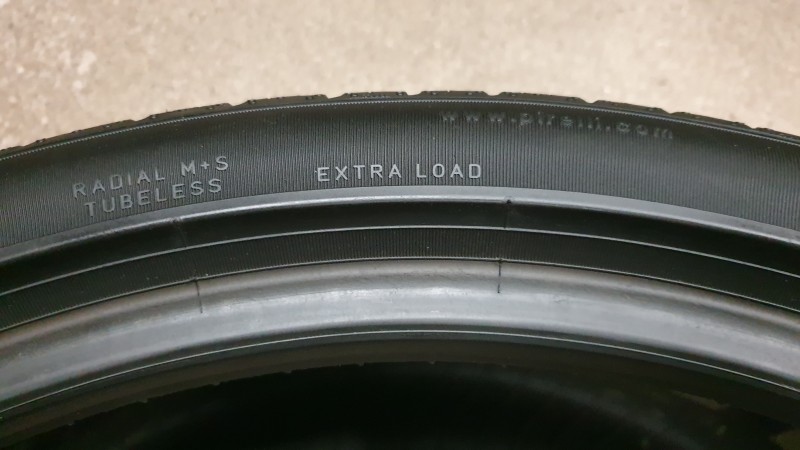 www.pirelli.com
RADIAL M+S
TUBELESS
EXTRA LOAD